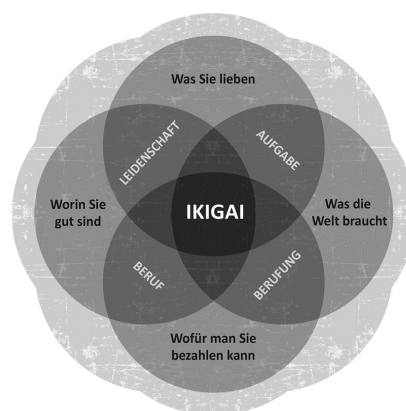 Was Sie lieben
LEIDENSCHAFT
AUFGABE
Worin Sie
gut sind
IKIGAI
Was die
Welt braucht
BERUF
BERUFUNG
Wofür man Sie
bezahlen kann